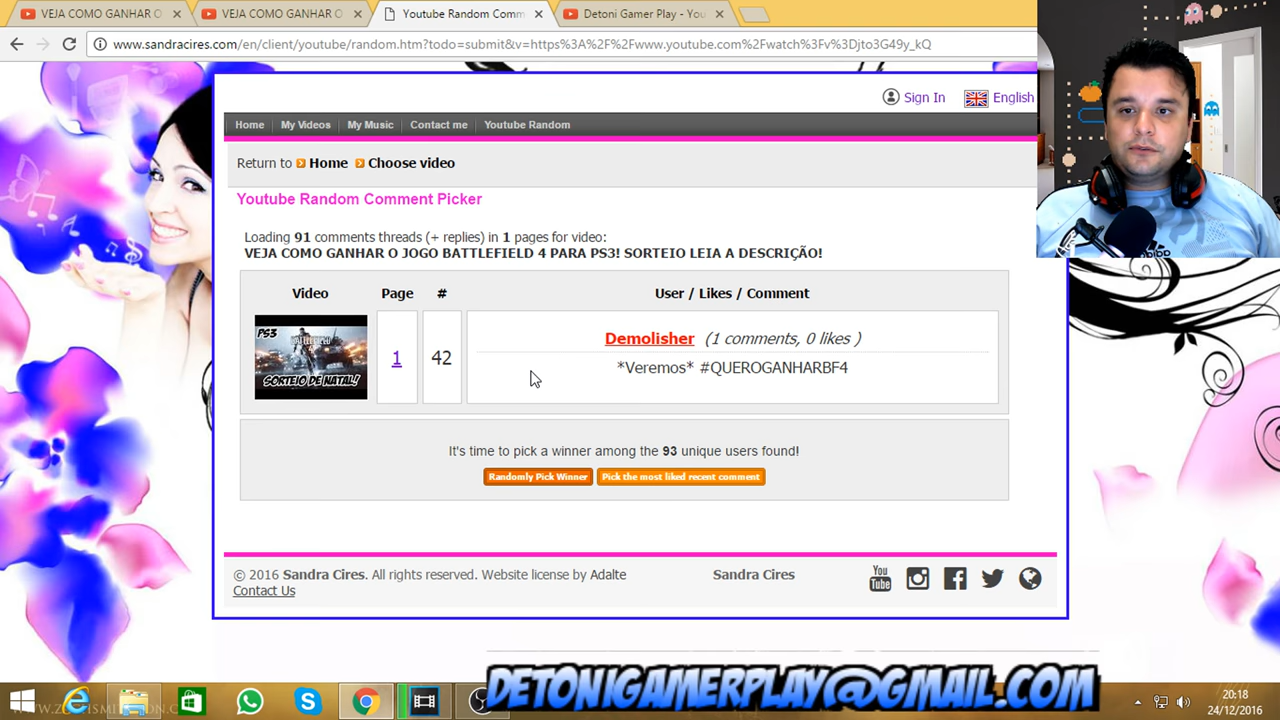 VEJA COMO GANHAR O
VEJA COMO GANHAR O
Youtube Random Comm
Detoni Gamer Play - You
www.sandracires.com/en/client/youtube/random.htm?todo=submit&v=https%3A%2F%2Fwww.youtube.com%2Fwatch%3Fv%3Djto3G49y_kQ
Sign In English
Home My Videos My Music Contact me Youtube Random
Return to Home Choose video
Youtube Random Comment Picker
Loading 91 comments threads (+ replies) in 1 pages for video:
VEJA COMO GANHAR O JOGO BATTLEFIELD 4 PARA PS3! SORTEIO LEIA A DESCRIÇÃO!
Video Page # User / Likes / Comment
PS3
BATTLEFIELD
SORTEIO DE NATAL!
1
42
Demolisher (1 comments, 0 likes )
*Veremos* #QUEROGANHARBF4
It's time to pick a winner among the 93 unique users found!
Randomly Pick Winner Pick the most liked recent comment
© 2016 Sandra Cires. All rights reserved. Website license by Adalte
Contact Us
Sandra Cires
You Tube
DETONIGAMERPLAY@GMAIL.COM
20:18
24/12/2016